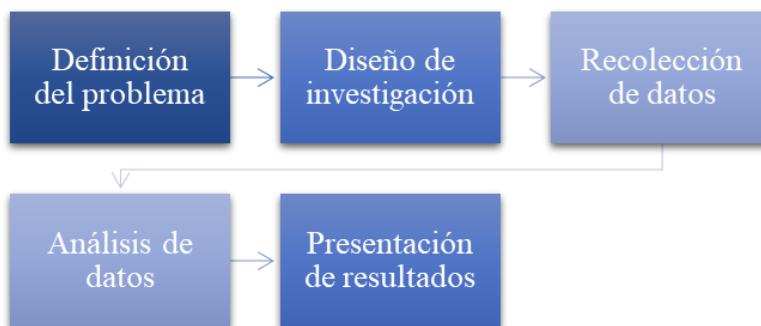 Definición
del problema
Diseño de
investigación
Recolección
de datos
Análisis de
datos
Presentación
de resultados